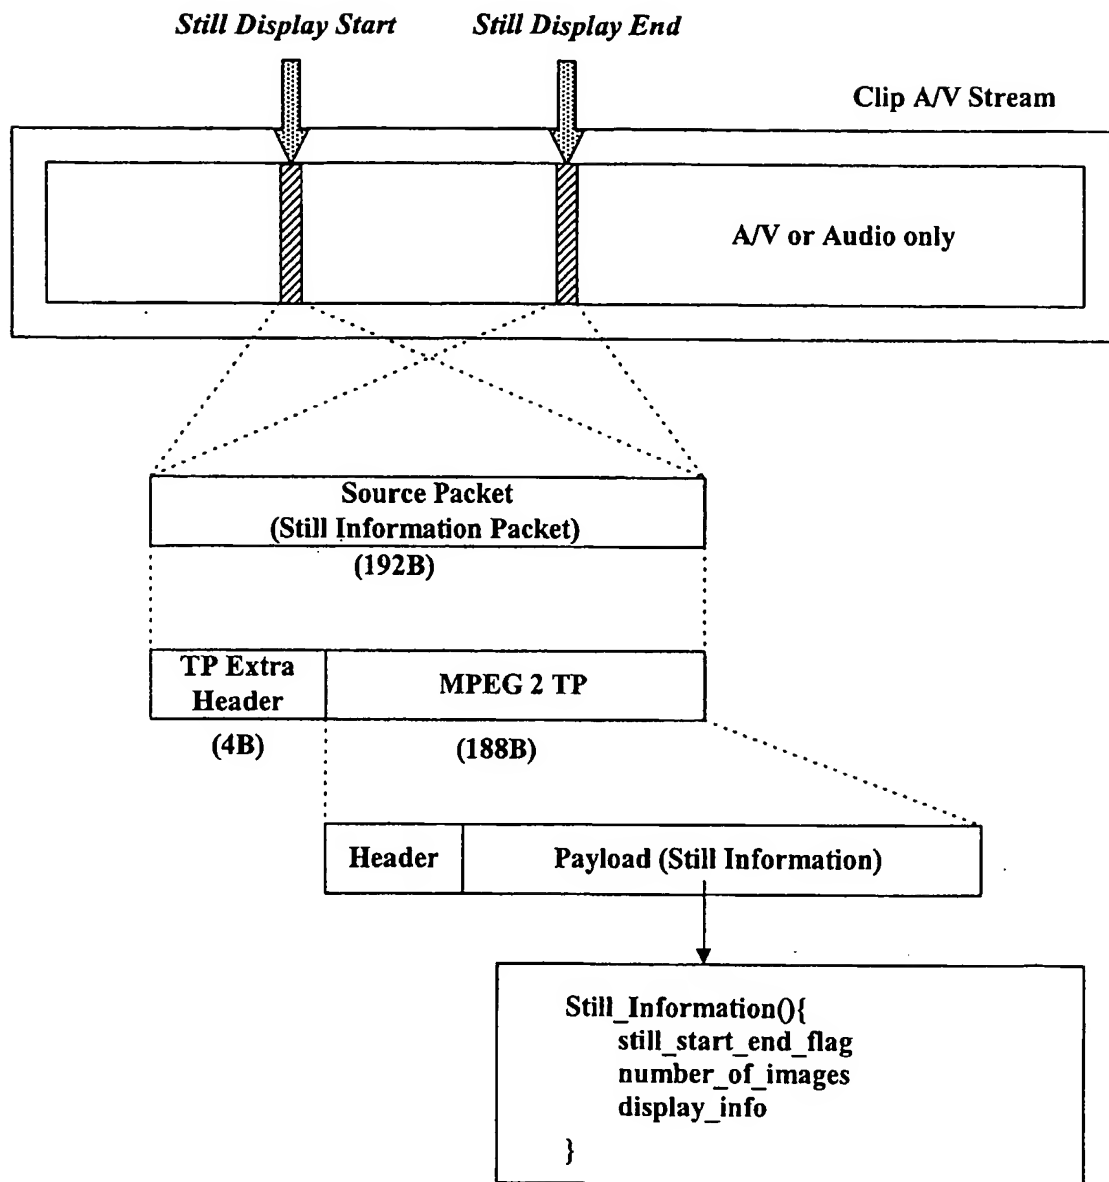 Still Display Start
Still Display End
Clip A/V Stream
A/V or Audio only
Source Packet
(Still Information Packet)
(192B)
TP Extra
Header
MPEG 2 TP
(4B)
(188B)
Header
Payload (Still Information)
Still_Information(){
still_start_end_flag
number_of_images
display_info
}